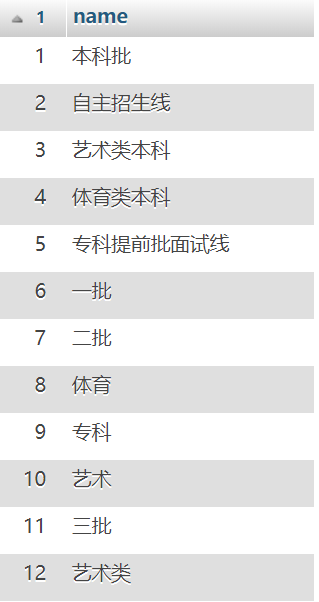 1 name
1 本科批
2 自主招生线
3 艺术类本科
4 体育类本科
5 专科提前批面试线
6 一批
7 二批
8 体育
9 专科
10 艺术
11 三批
12 艺术类